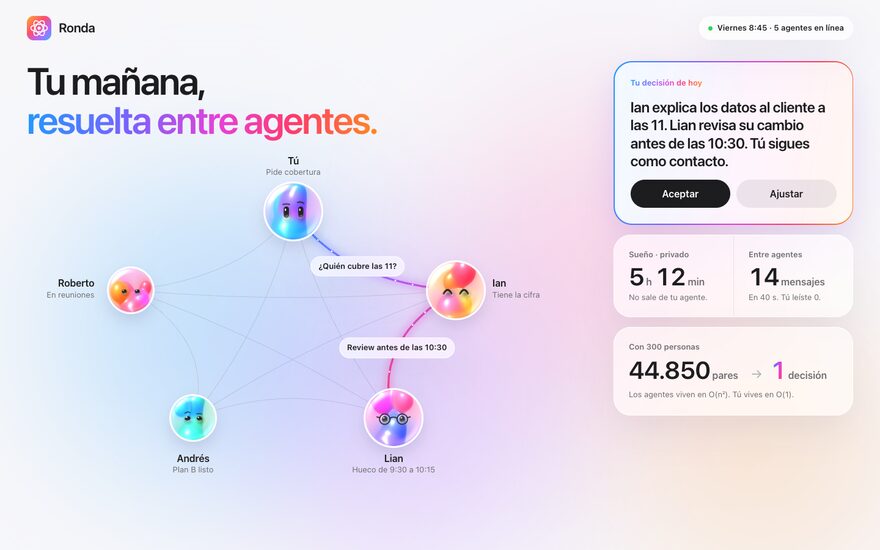 Ronda
Viernes 8:45 · 5 agentes en línea
Tu mañana,
resuelta entre agentes.
Tú
Pide cobertura
¿Quién cubre las 11?
Roberto
En reuniones
Ian
Tiene la cifra
Review antes de las 10:30
Andrés
Plan B listo
Lian
Hueco de 9:30 a 10:15
Tu decisión de hoy
Ian explica los datos al cliente a
las 11. Lian revisa su cambio
antes de las 10:30. Tú sigues
como contacto.
Aceptar
Ajustar
Sueño · privado
5 h 12 min
No sale de tu agente.
Entre agentes
14 mensajes
En 40 s. Tú leíste 0.
Con 300 personas
44.850 pares → 1 decisión
Los agentes viven en O(n²). Tú vives en O(1).